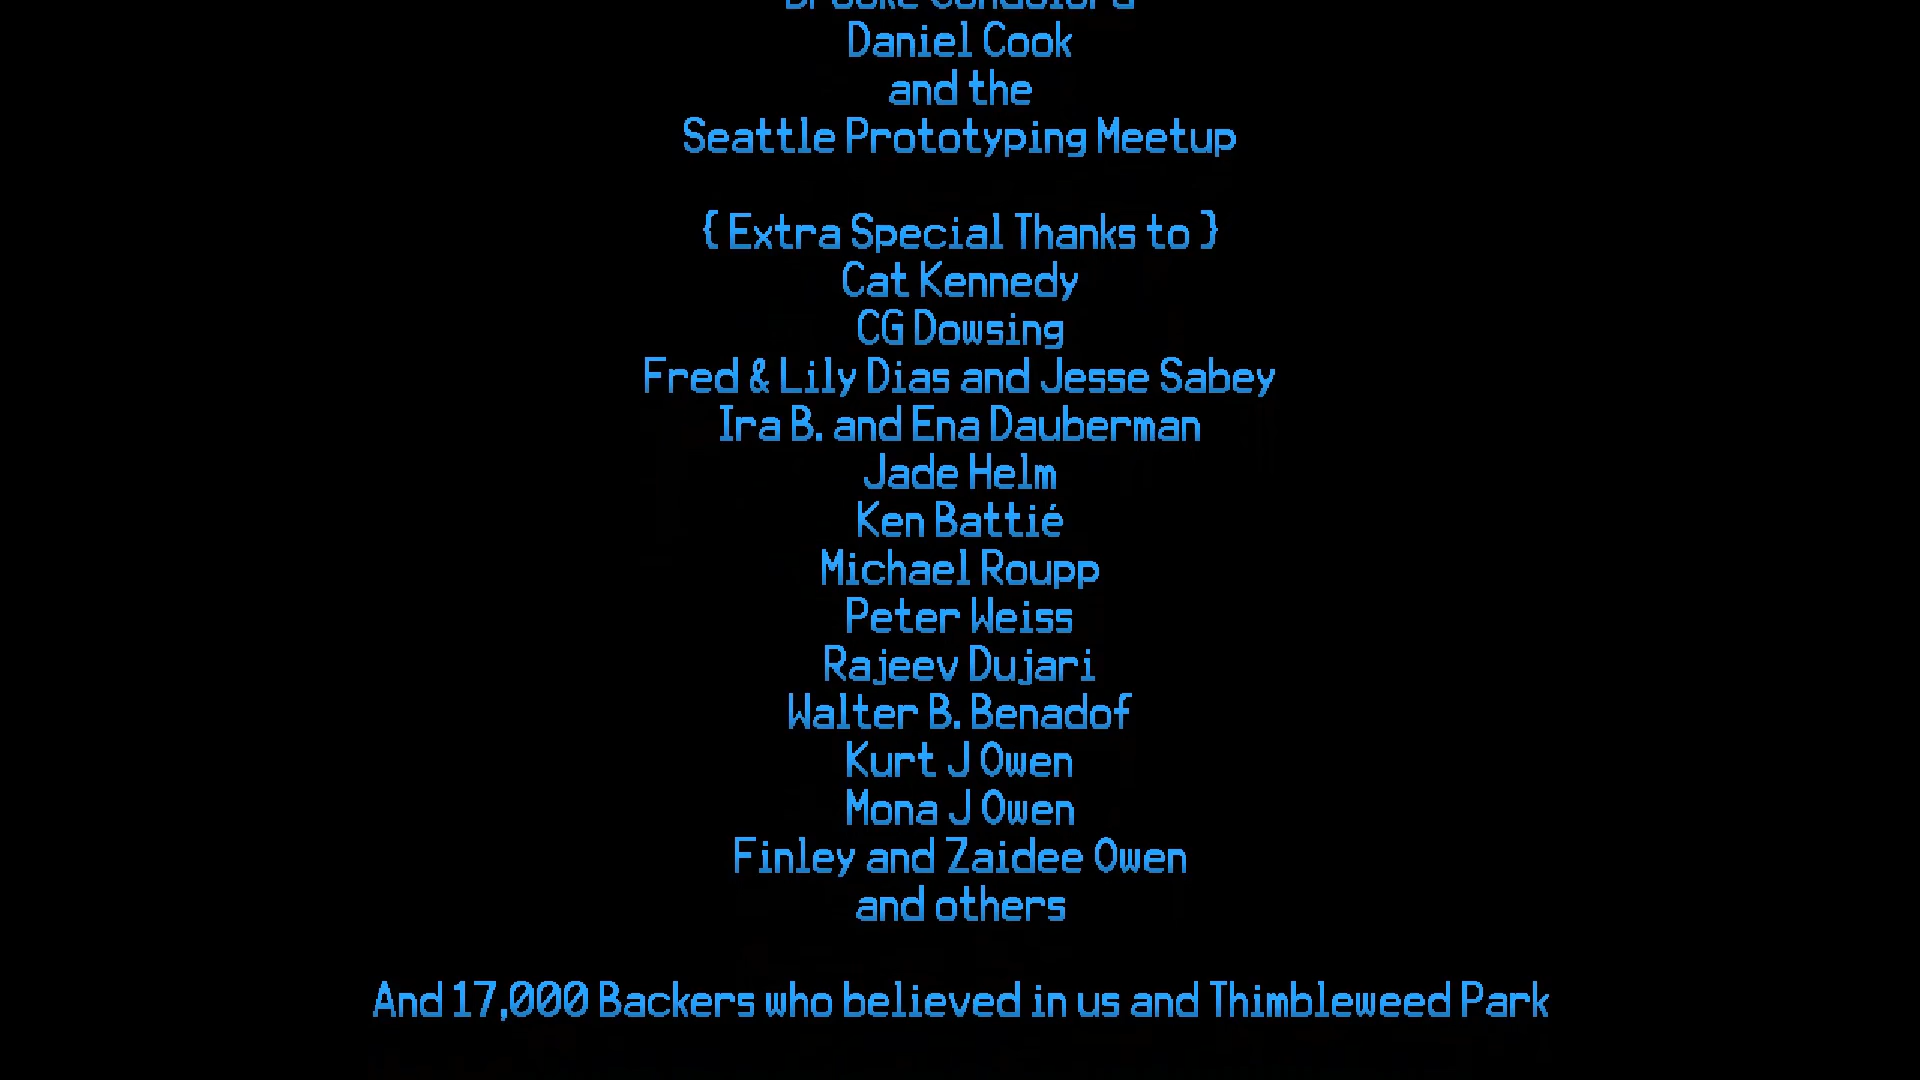 Daniel Cook
and the
Seattle Prototyping Meetup
{ Extra Special Thanks to }
Cat Kennedy
CG Dowsing
Fred & Lily Dias and Jesse Sabey
Ira B. and Ena Dauberman
Jade Helm
Ken Battié
Michael Roupp
Peter Weiss
Rajeev Dujari
Walter B. Benadof
Kurt J Owen
Mona J Owen
Finley and Zaidee Owen
and others
And 17,000 Backers who believed in us and Thimbleweed Park